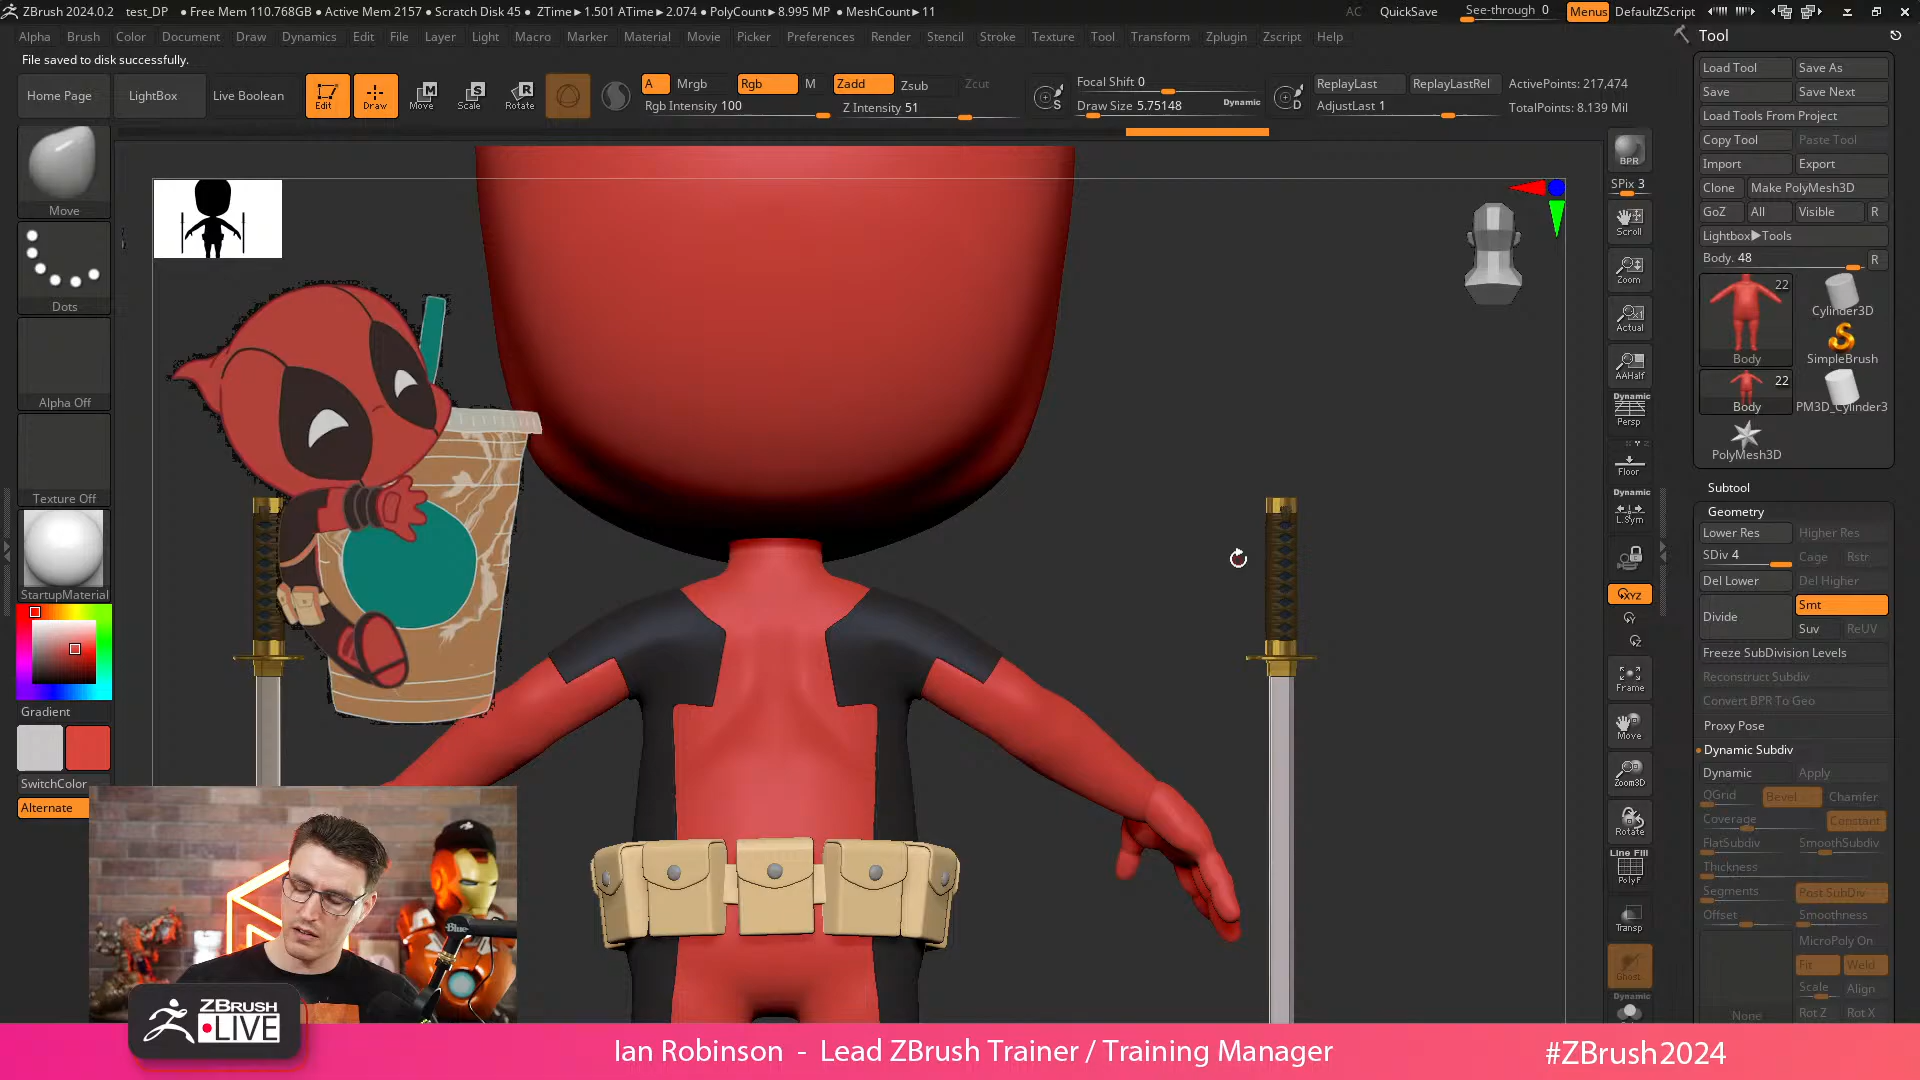 ZBrush 2024.0.2 test_DP • Free Mem 110.768GB • Active Mem 2157 • Scratch Disk 45 • ZTime►1.501 ATime►2.074 • PolyCount►8.995 MP • MeshCount►11
AC QuickSave See-through 0 Menus DefaultZScript
Alpha Brush Color Document Draw Dynamics Edit File Layer Light Macro Marker Material Movie Picker Preferences Render Stencil Stroke Texture Tool Transform Zplugin Zscript Help
File saved to disk successfully.
Home Page LightBox Live Boolean Edit Draw Move Scale Rotate
A Mrgb Rgb M Zadd Zsub Zcut
Rgb Intensity 100 Z Intensity 51
Focal Shift 0
Draw Size 5.75148 Dynamic
ReplayLast ReplayLastRel ActivePoints: 217,474
AdjustLast 1 TotalPoints: 8.139 Mil
Move
Dots
Alpha Off
Texture Off
StartupMaterial
Gradient
SwitchColor
Alternate
BPR
SPix 3
Scroll
Zoom
Actual
AAHalf
Dynamic
Persp
Floor
Dynamic
L.Sym
XYZ
Frame
Move
Zoom3D
Rotate
Line Fill
PolyF
Transp
Ghost
Dynamic
Tool
Load Tool Save As
Save Save Next
Load Tools From Project
Copy Tool Paste Tool
Import Export
Clone Make PolyMesh3D
GoZ All Visible R
Lightbox►Tools
Body. 48 R
22
Cylinder3D
Body SimpleBrush
22
Body PM3D_Cylinder3
PolyMesh3D
Subtool
Geometry
Lower Res Higher Res
SDiv 4 Cage Rstr
Del Lower Del Higher
Divide Smt
Suv ReUV
Freeze SubDivision Levels
Reconstruct Subdiv
Convert BPR To Geo
Proxy Pose
Dynamic Subdiv
Dynamic Apply
QGrid Bevel Chamfer
Coverage Constant
FlatSubdiv SmoothSubdiv
Thickness
Segments Post SubDiv
Offset Smoothness
MicroPoly On
Fit Weld
Scale Align
None Rot Z Rot X
Blue
ZBRUSH
LIVE
Ian Robinson - Lead ZBrush Trainer / Training Manager
#ZBrush2024